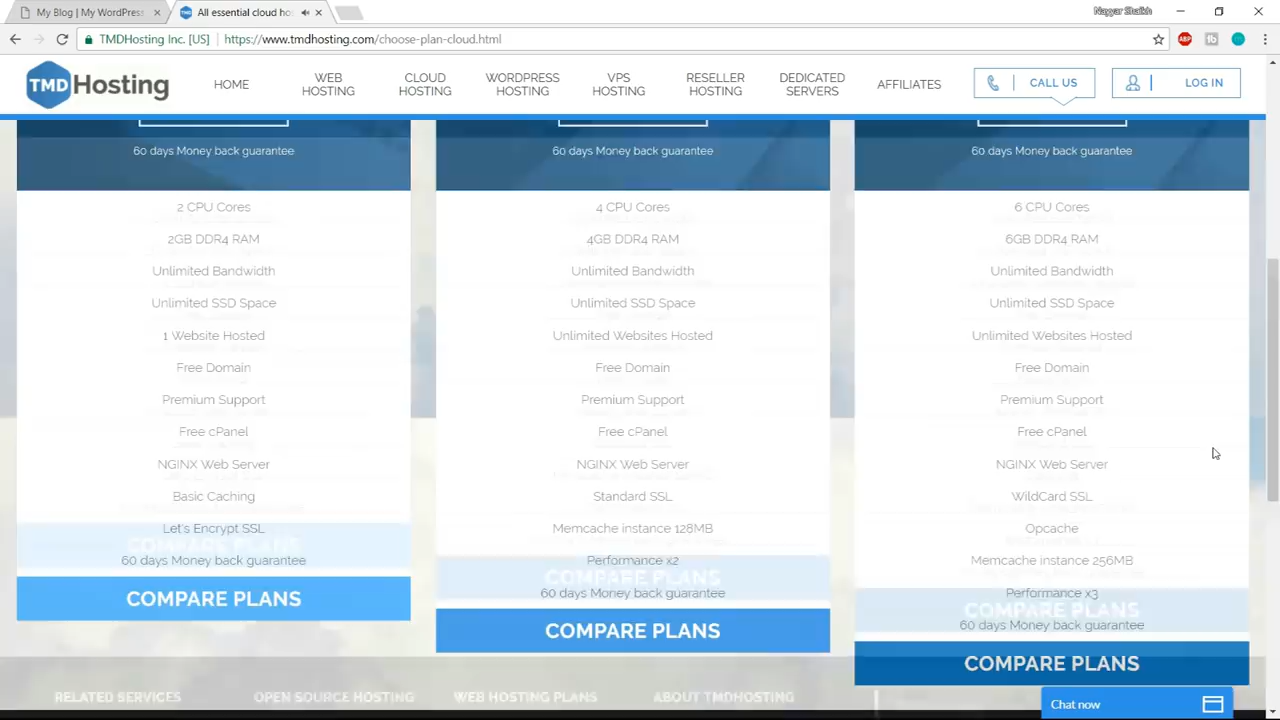 My Blog | My WordPress
All essential cloud ho
Nayyar Shaikh
TMDHosting Inc. [US]
https://www.tmdhosting.com/choose-plan-cloud.html
TMDHosting
HOME
WEB HOSTING
CLOUD HOSTING
WORDPRESS HOSTING
VPS HOSTING
RESELLER HOSTING
DEDICATED SERVERS
AFFILIATES
CALL US
LOG IN
60 days Money back guarantee
2 CPU Cores
2GB DDR4 RAM
Unlimited Bandwidth
Unlimited SSD Space
1 Website Hosted
Free Domain
Premium Support
Free cPanel
NGINX Web Server
Basic Caching
Let's Encrypt SSL
60 days Money back guarantee
COMPARE PLANS
60 days Money back guarantee
4 CPU Cores
4GB DDR4 RAM
Unlimited Bandwidth
Unlimited SSD Space
Unlimited Websites Hosted
Free Domain
Premium Support
Free cPanel
NGINX Web Server
Standard SSL
Memcache instance 128MB
Performance x2
60 days Money back guarantee
COMPARE PLANS
60 days Money back guarantee
6 CPU Cores
6GB DDR4 RAM
Unlimited Bandwidth
Unlimited SSD Space
Unlimited Websites Hosted
Free Domain
Premium Support
Free cPanel
NGINX Web Server
WildCard SSL
Opcache
Memcache instance 256MB
Performance x3
60 days Money back guarantee
COMPARE PLANS
RELATED SERVICES
OPEN SOURCE HOSTING
WEB HOSTING PLANS
ABOUT TMDHOSTING
Chat now